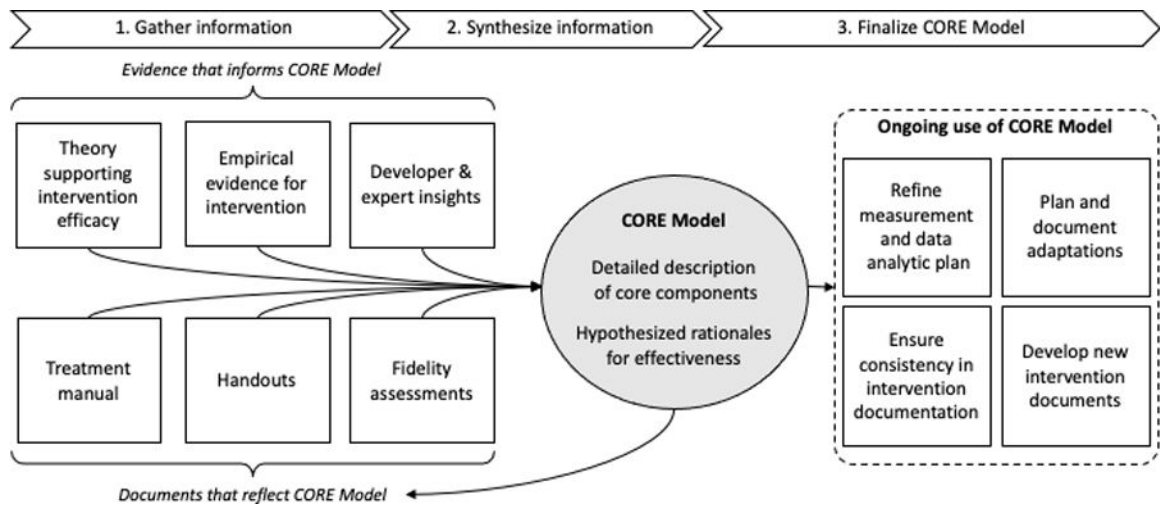 1. Gather information
2. Synthesize information
3. Finalize CORE Model
Evidence that informs CORE Model
Theory
supporting
intervention
efficacy
Empirical
evidence for
intervention
Developer &
expert insights
Treatment
manual
Handouts
Fidelity
assessments
Documents that reflect CORE Model
CORE Model
Detailed description
of core components
Hypothesized rationales
for effectiveness
Ongoing use of CORE Model
Refine
measurement
and data
analytic plan
Plan and
document
adaptations
Ensure
consistency in
intervention
documentation
Develop new
intervention
documents